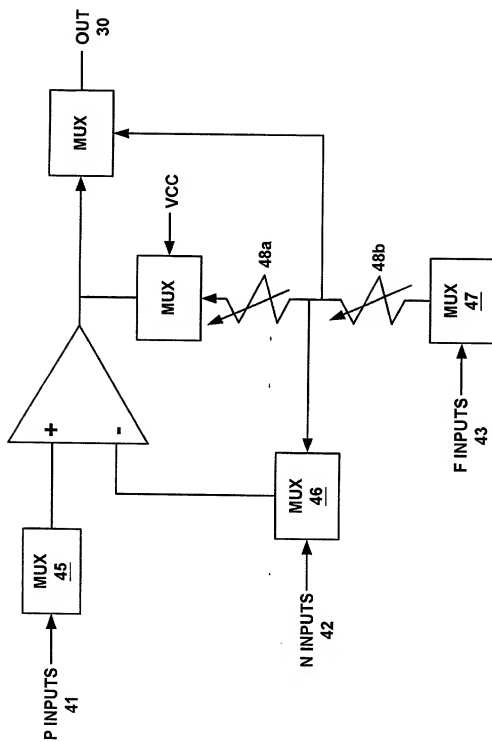 OUT
30
MUX
VCC
MUX
48a
48b
MUX
47
F INPUTS
43
+
-
MUX
46
N INPUTS
42
MUX
45
P INPUTS
41